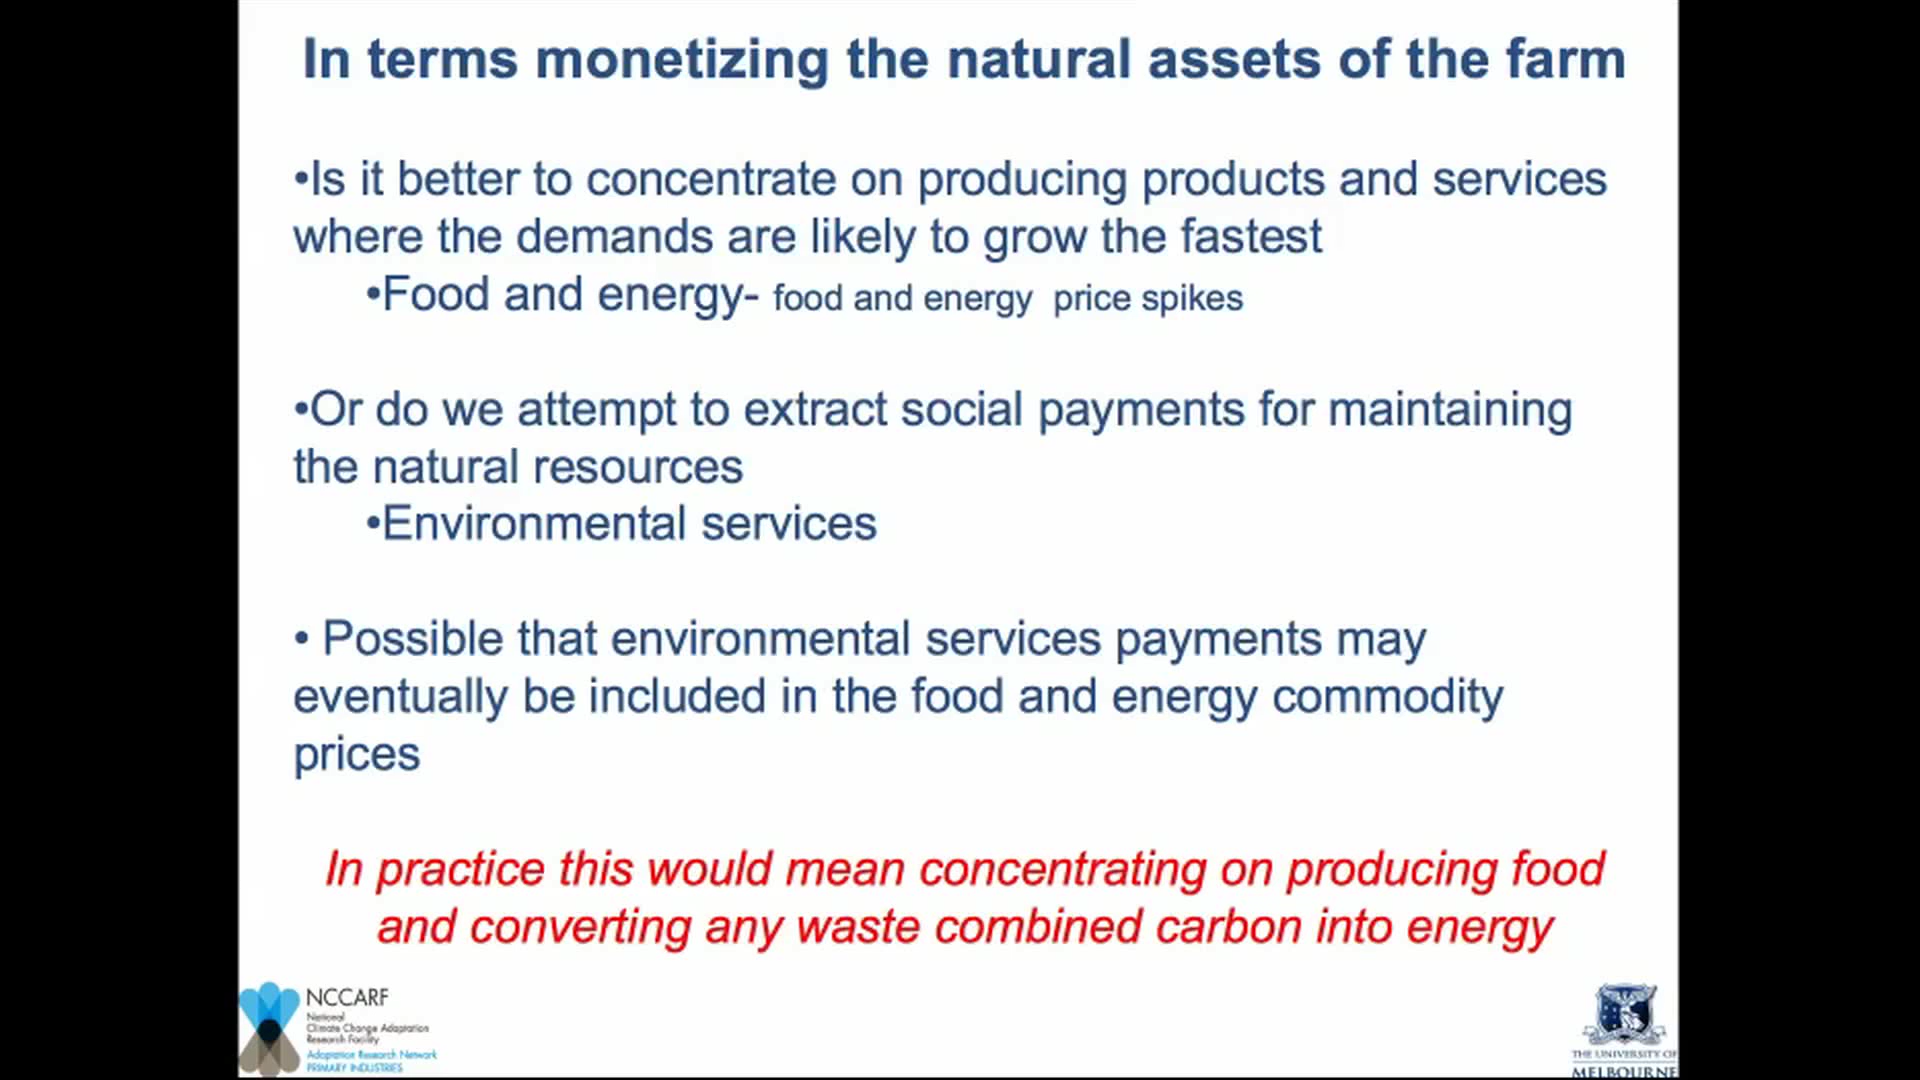 In terms monetizing the natural assets of the farm
•Is it better to concentrate on producing products and services
where the demands are likely to grow the fastest
•Food and energy- food and energy price spikes
•Or do we attempt to extract social payments for maintaining
the natural resources
•Environmental services
• Possible that environmental services payments may
eventually be included in the food and energy commodity
prices
In practice this would mean concentrating on producing food
and converting any waste combined carbon into energy
NCCARF
National
Climate Change Adaptation
Research Facility
Adaptation Research Network
PRIMARY INDUSTRIES
THE UNIVERSITY OF
MELBOURNE